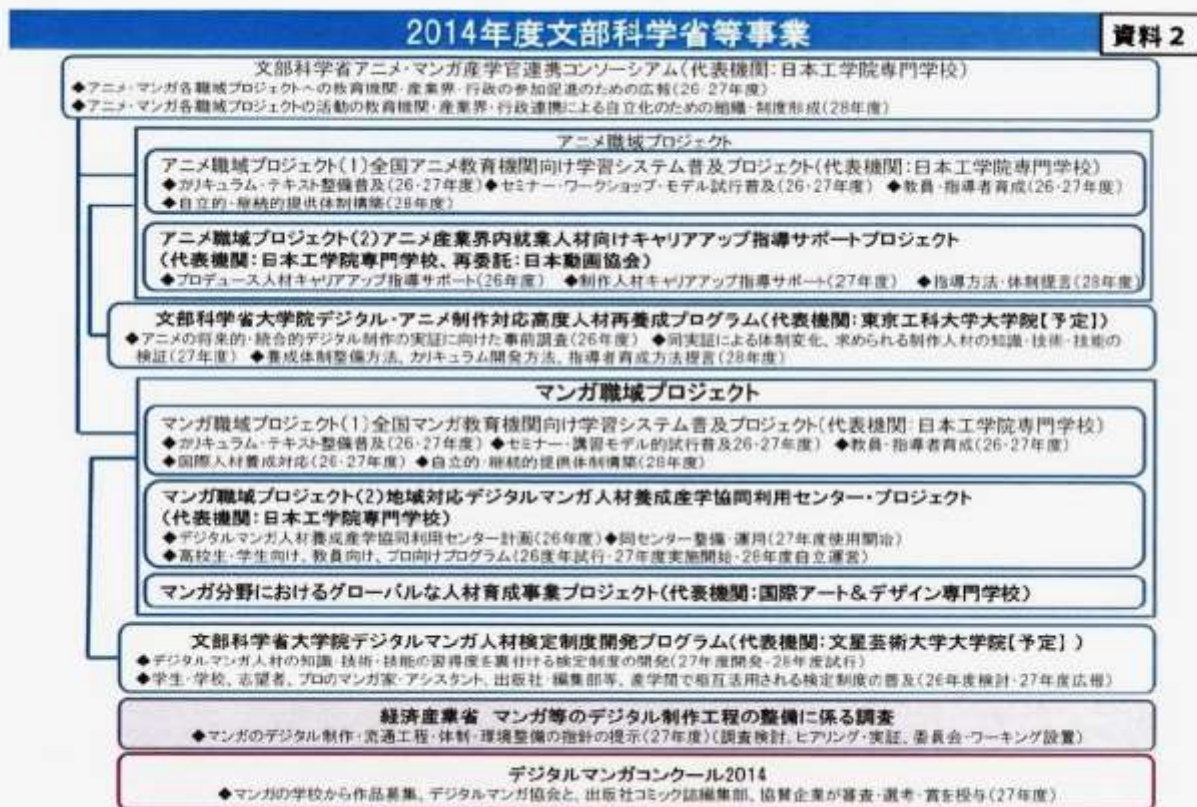 2014年度文部科学省等事業
資料2
文部科学省アニメ・マンガ産学官連携コンソーシアム(代表機関:日本工学院専門学校)
◆アニメ・マンガ各職域プロジェクトへの教育機関・産業界・行政の参加促進のための広報(26・27年度)
◆アニメ・マンガ各職域プロジェクトの活動の教育機関・産業界・行政連携による自立化のための組織・制度形成(28年度)
アニメ職域プロジェクト
アニメ職域プロジェクト(1)全国アニメ教育機関向け学習システム普及プロジェクト(代表機関:日本工学院専門学校)
◆カリキュラム・テキスト整備普及(26・27年度)◆セミナー・ワークショップ・モデル試行普及(26・27年度) ◆教員・指導者育成(26・27年度)
◆自立的・継続的提供体制構築(28年度)
アニメ職域プロジェクト(2)アニメ産業界内就業人材向けキャリアアップ指導サポートプロジェクト
(代表機関:日本工学院専門学校、再委託:日本動画協会)
◆プロデュース人材キャリアアップ指導サポート(26年度) ◆制作人材キャリアアップ指導サポート(27年度) ◆指導方法・体制提言(28年度)
文部科学省大学院デジタル・アニメ制作対応高度人材再養成プログラム(代表機関:東京工科大学大学院【予定】)
◆アニメの将来的・統合的デジタル制作の実証に向けた事前調査(26年度) ◆同実証による体制変化、求められる制作人材の知識・技術・技能の
検証(27年度) ◆養成体制整備方法、カリキュラム開発方法、指導者育成方法提言(28年度)
マンガ職域プロジェクト
マンガ職域プロジェクト(1)全国マンガ教育機関向け学習システム普及プロジェクト(代表機関:日本工学院専門学校)
◆カリキュラム・テキスト整備普及(26・27年度)◆セミナー・講習モデル的試行普及26・27年度) ◆教員・指導者育成(26・27年度)
◆国際人材養成対応(26・27年度) ◆自立的・継続的提供体制構築(28年度)
マンガ職域プロジェクト(2)地域対応デジタルマンガ人材養成産学協同利用センター・プロジェクト
(代表機関:日本工学院専門学校)
◆デジタルマンガ人材養成産学協同利用センター計画(26年度)◆同センター整備・運用(27年度使用開始)
◆高校生・学生向け、教員向け、プロ向けプログラム(26度年試行・27年度実施開始・28年度自立運営)
マンガ分野におけるグローバルな人材育成事業プロジェクト(代表機関:国際アート&デザイン専門学校)
文部科学省大学院デジタルマンガ人材検定制度開発プログラム(代表機関:文星芸術大学大学院【予定】)
◆デジタルマンガ人材の知識・技術・技能の習得度を裏付ける検定制度の開発(27年度開発・28年度試行)
◆学生・学校、志望者、プロのマンガ家・アシスタント、出版社・編集部等、産学間で相互活用される検定制度の普及(26年度検討・27年度広報)
経済産業省 マンガ等のデジタル制作工程の整備に係る調査
◆マンガのデジタル制作・流通工程・体制・環境整備の指針の提示(27年度)(調査検討、ヒアリング・実証、委員会・ワーキング設置)
デジタルマンガコンクール2014
◆マンガの学校から作品募集、デジタルマンガ協会と、出版社コミック誌編集部、協賛企業が審査・選考・賞を授与(27年度)